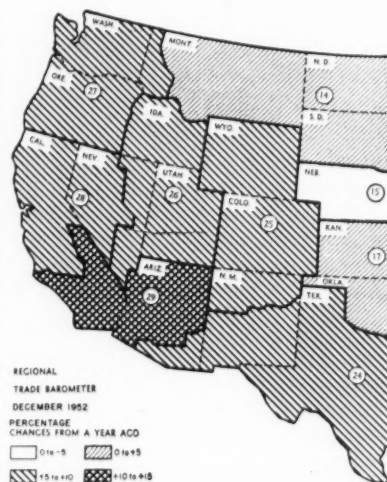 WASH.
MONT.
N. D.
ORE.
27
14
IDA.
S. D.
WYO.
CAL.
NEV.
NEB.
15
UTAH
28
26
COLO.
25
KAN.
17
ARIZ.
29
N. M.
OKLA.
TEX.
24
REGIONAL
TRADE BAROMETER
DECEMBER 1952
PERCENTAGE
CHANGES FROM A YEAR AGO
0 to -5
0 to +5
+5 to +10
+10 to +15